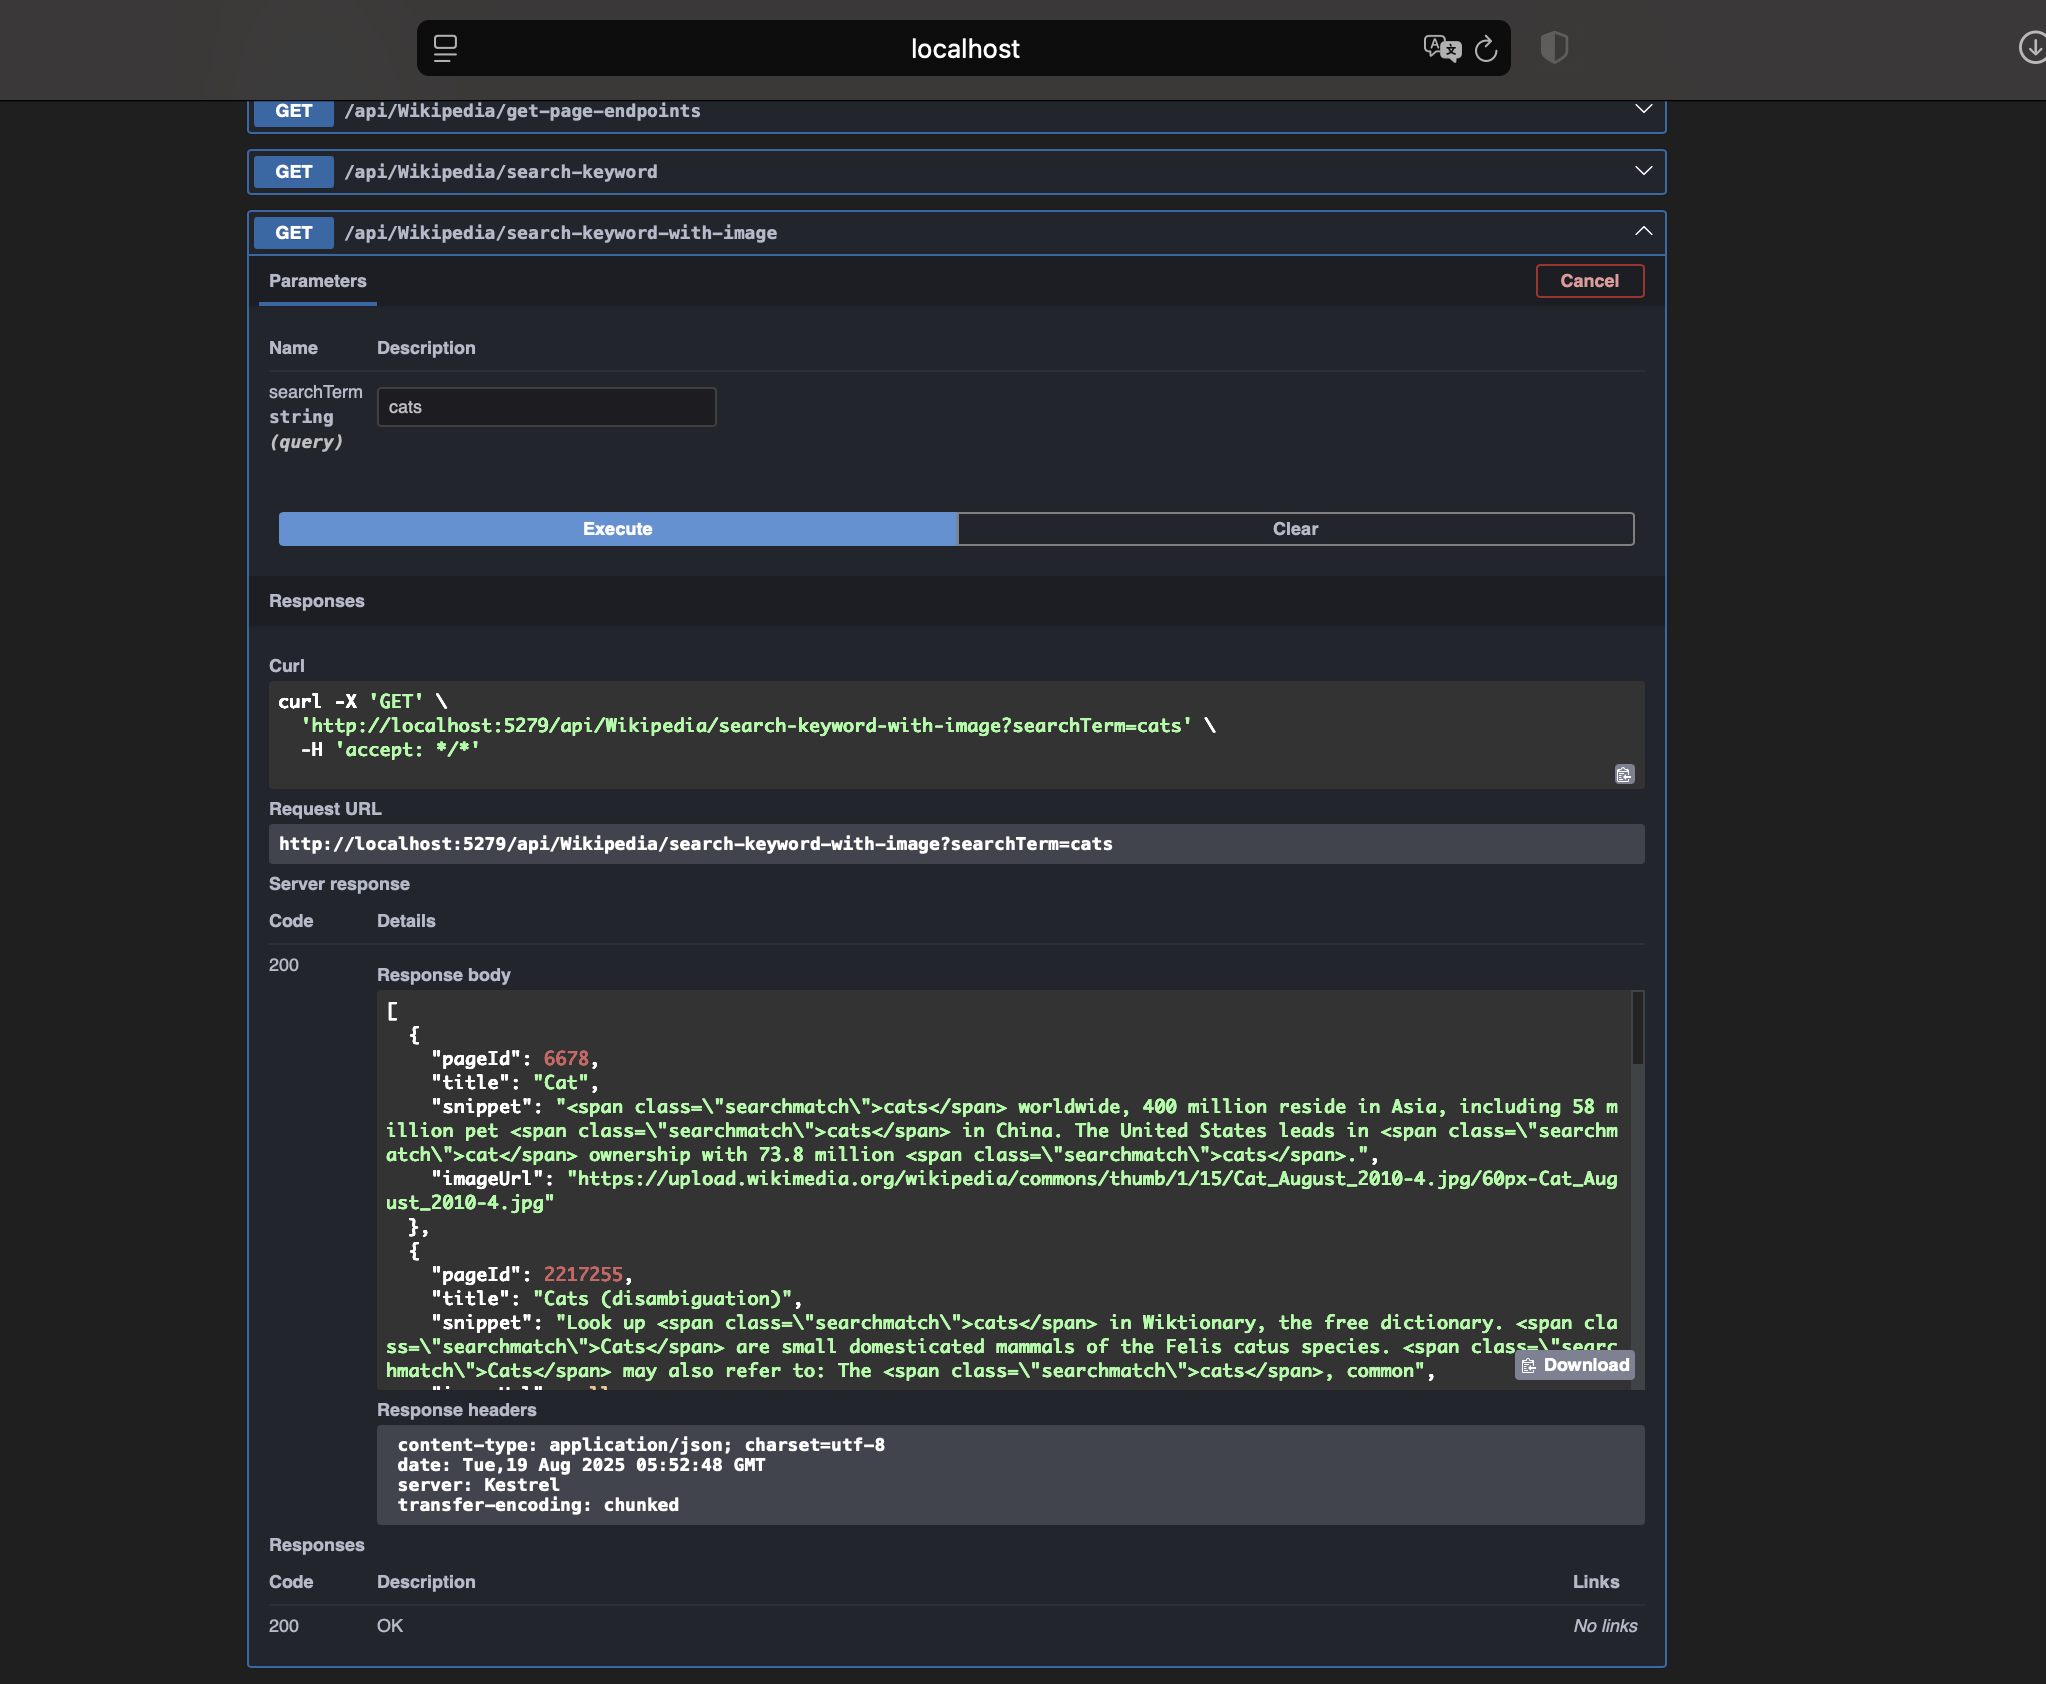 localhost
GET /api/Wikipedia/get-page-endpoints
GET /api/Wikipedia/search-keyword
GET /api/Wikipedia/search-keyword-with-image
Parameters Cancel
Name Description
searchTerm
string
(query)
cats
Execute Clear
Responses
Curl
curl -X 'GET' \
'http://localhost:5279/api/Wikipedia/search-keyword-with-image?searchTerm=cats' \
-H 'accept: */*'
Request URL
http://localhost:5279/api/Wikipedia/search-keyword-with-image?searchTerm=cats
Server response
Code Details
200
Response body
[
{
"pageId": 6678,
"title": "Cat",
"snippet": "<span class=\"searchmatch\">cats</span> worldwide, 400 million reside in Asia, including 58 m
illion pet <span class=\"searchmatch\">cats</span> in China. The United States leads in <span class=\"searchm
atch\">cat</span> ownership with 73.8 million <span class=\"searchmatch\">cats</span>.",
"imageUrl": "https://upload.wikimedia.org/wikipedia/commons/thumb/1/15/Cat_August_2010-4.jpg/60px-Cat_Aug
ust_2010-4.jpg"
},
{
"pageId": 2217255,
"title": "Cats (disambiguation)",
"snippet": "Look up <span class=\"searchmatch\">cats</span> in Wiktionary, the free dictionary. <span cla
ss=\"searchmatch\">Cats</span> are small domesticated mammals of the Felis catus species. <span class=\"searc
hmatch\">Cats</span> may also refer to: The <span class=\"searchmatch\">cats</span>, common",
Download
Response headers
content-type: application/json; charset=utf-8
date: Tue,19 Aug 2025 05:52:48 GMT
server: Kestrel
transfer-encoding: chunked
Responses
Code Description Links
200 OK No links